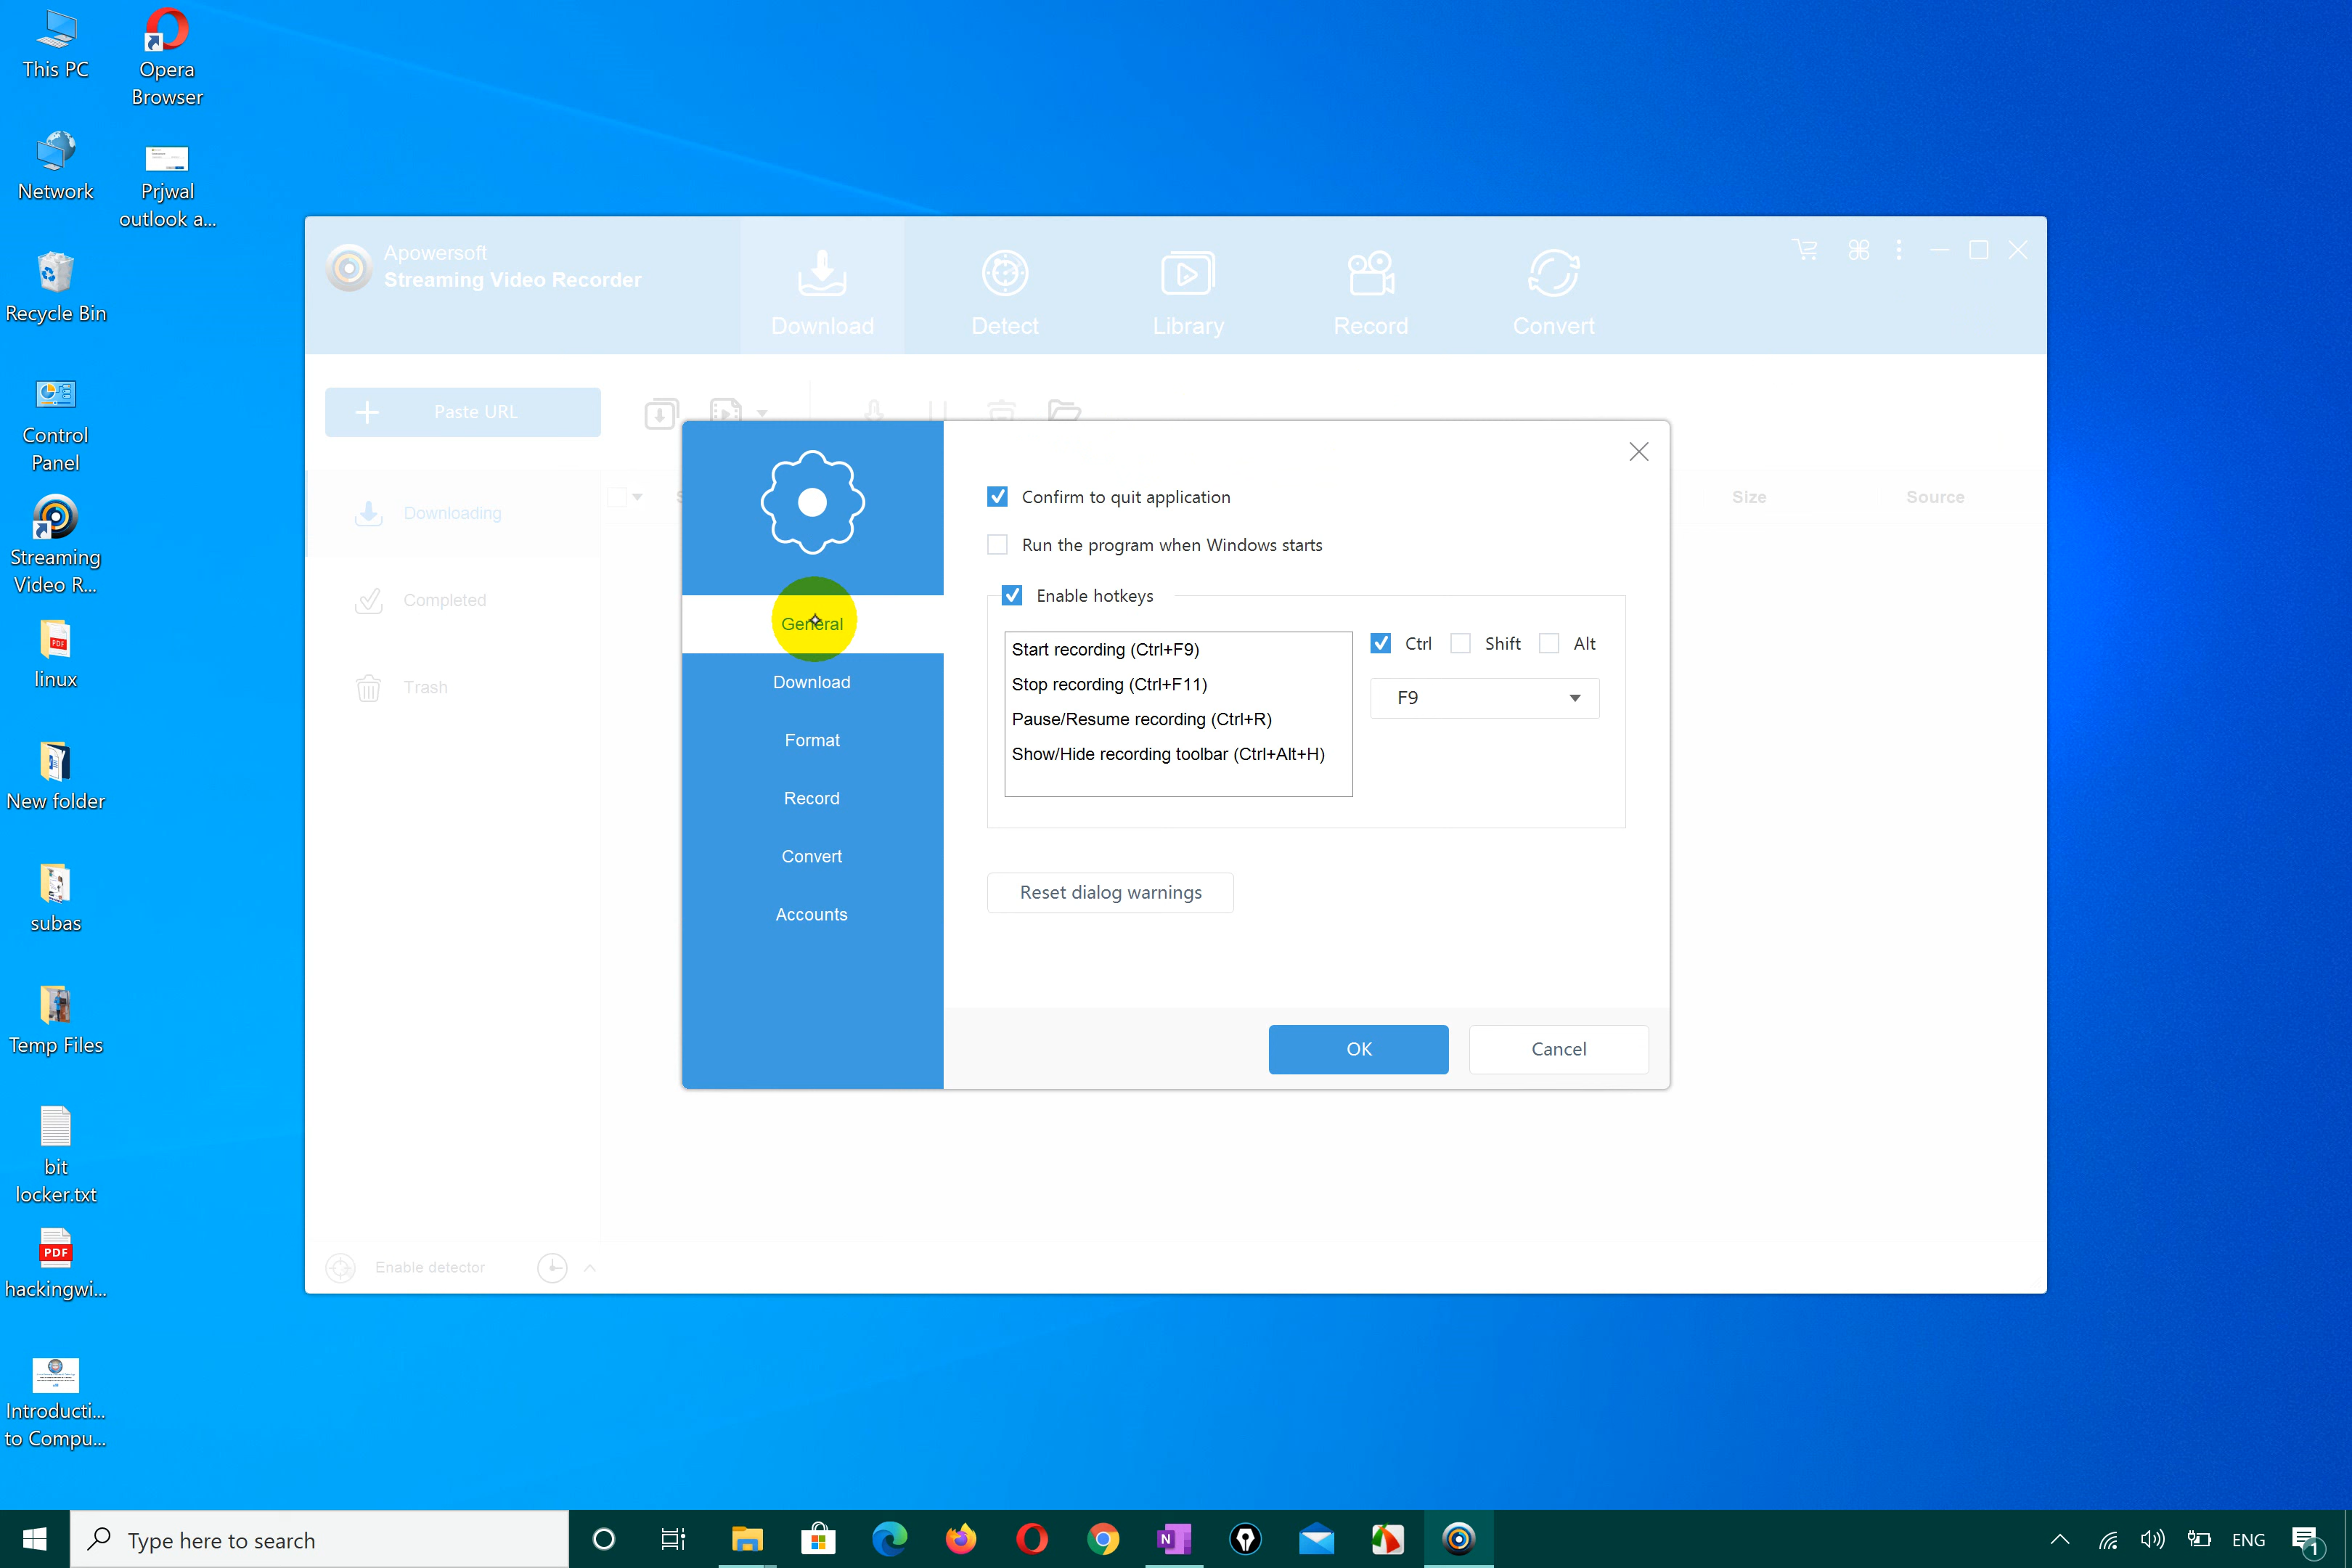 This PC
Opera
Browser
Network
Prjwal
outlook a...
Recycle Bin
Control
Panel
Streaming
Video R...
linux
New folder
subas
Temp Files
bit
locker.txt
PDF
hackingwi...
Introducti...
to Compu...
Apowersoft
Streaming Video Recorder
Download
Detect
Library
Record
Convert
Paste URL
Downloading
Completed
Trash
Size
Source
Enable detector
General
Download
Format
Record
Convert
Accounts
Confirm to quit application
Run the program when Windows starts
Enable hotkeys
Start recording (Ctrl+F9)
Stop recording (Ctrl+F11)
Pause/Resume recording (Ctrl+R)
Show/Hide recording toolbar (Ctrl+Alt+H)
Ctrl
Shift
Alt
F9
Reset dialog warnings
OK
Cancel
Type here to search
ENG
1